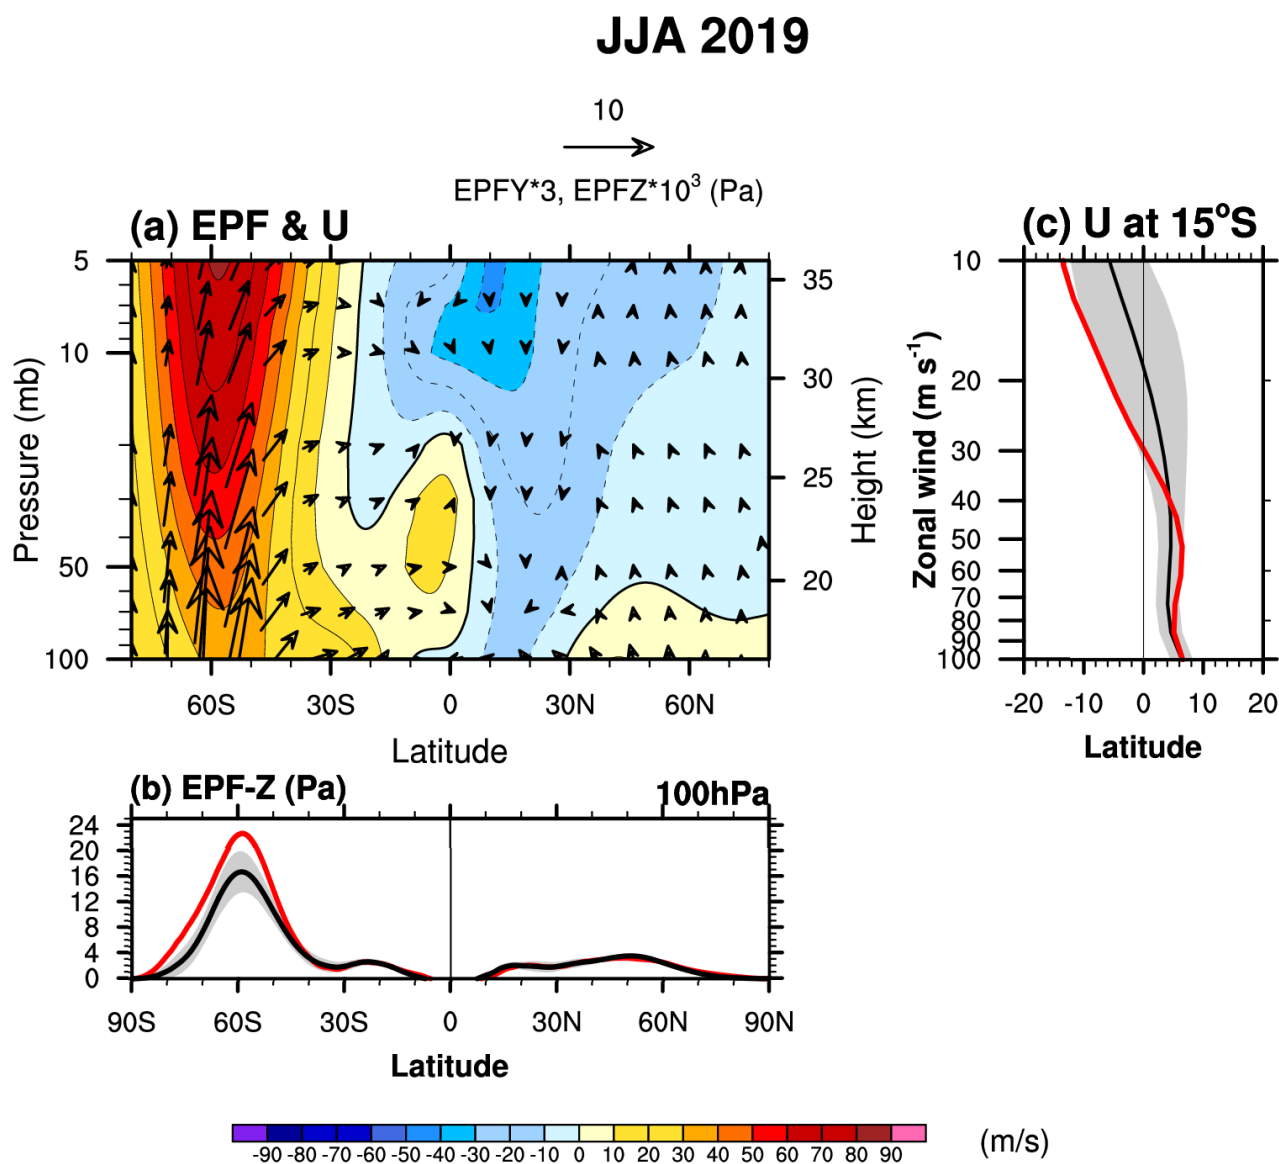 JJA 2019
10
EPFY*3, EPFZ*10³ (Pa)
(a) EPF & U
(c) U at 15°S
5
10
50
100
Pressure (mb)
35
30
25
20
Height (km)
60S 30S 0 30N 60N
Latitude
10
20
30
40
50
60
70
80
90
100
Zonal wind (m s⁻¹)
-20 -10 0 10 20
Latitude
(b) EPF-Z (Pa) 100hPa
24
20
16
12
8
4
0
90S 60S 30S 0 30N 60N 90N
Latitude
-90 -80 -70 -60 -50 -40 -30 -20 -10 0 10 20 30 40 50 60 70 80 90
(m/s)